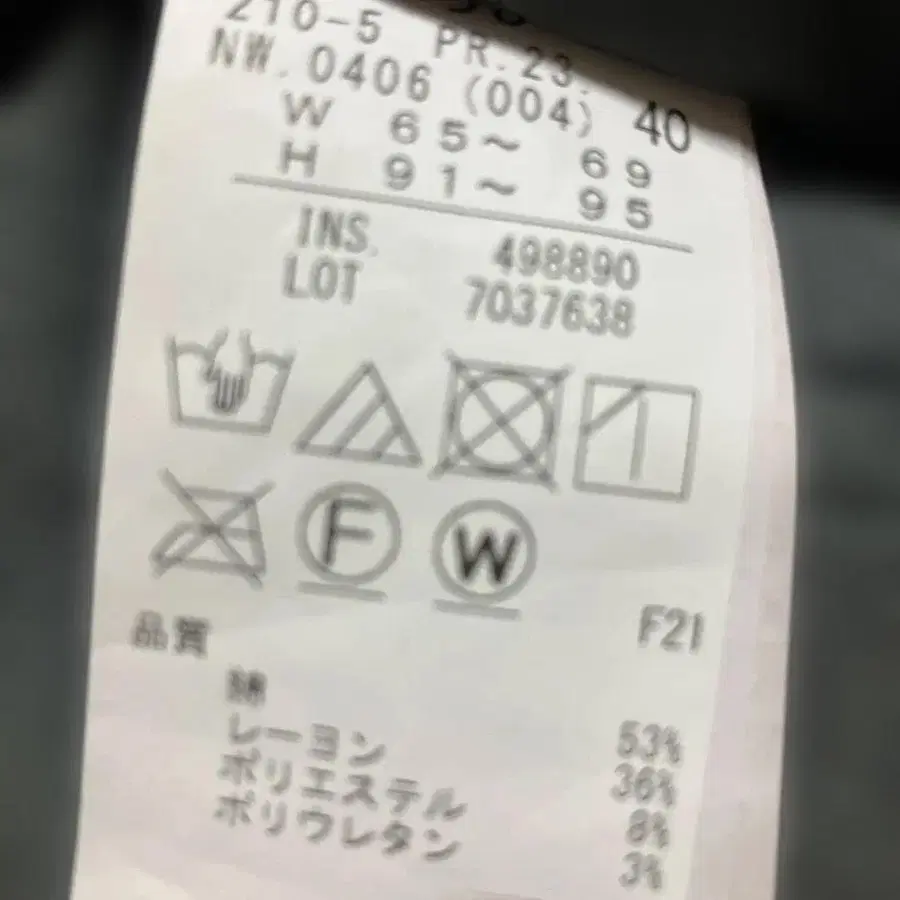 210-5 PR.23.
NW.0406 (004) 40
W 65～69
H 91～95
INS. 498890
LOT 7037638
F
W
F21
品質
綿 53%
レーヨン 36%
ポリエステル 8%
ポリウレタン 3%